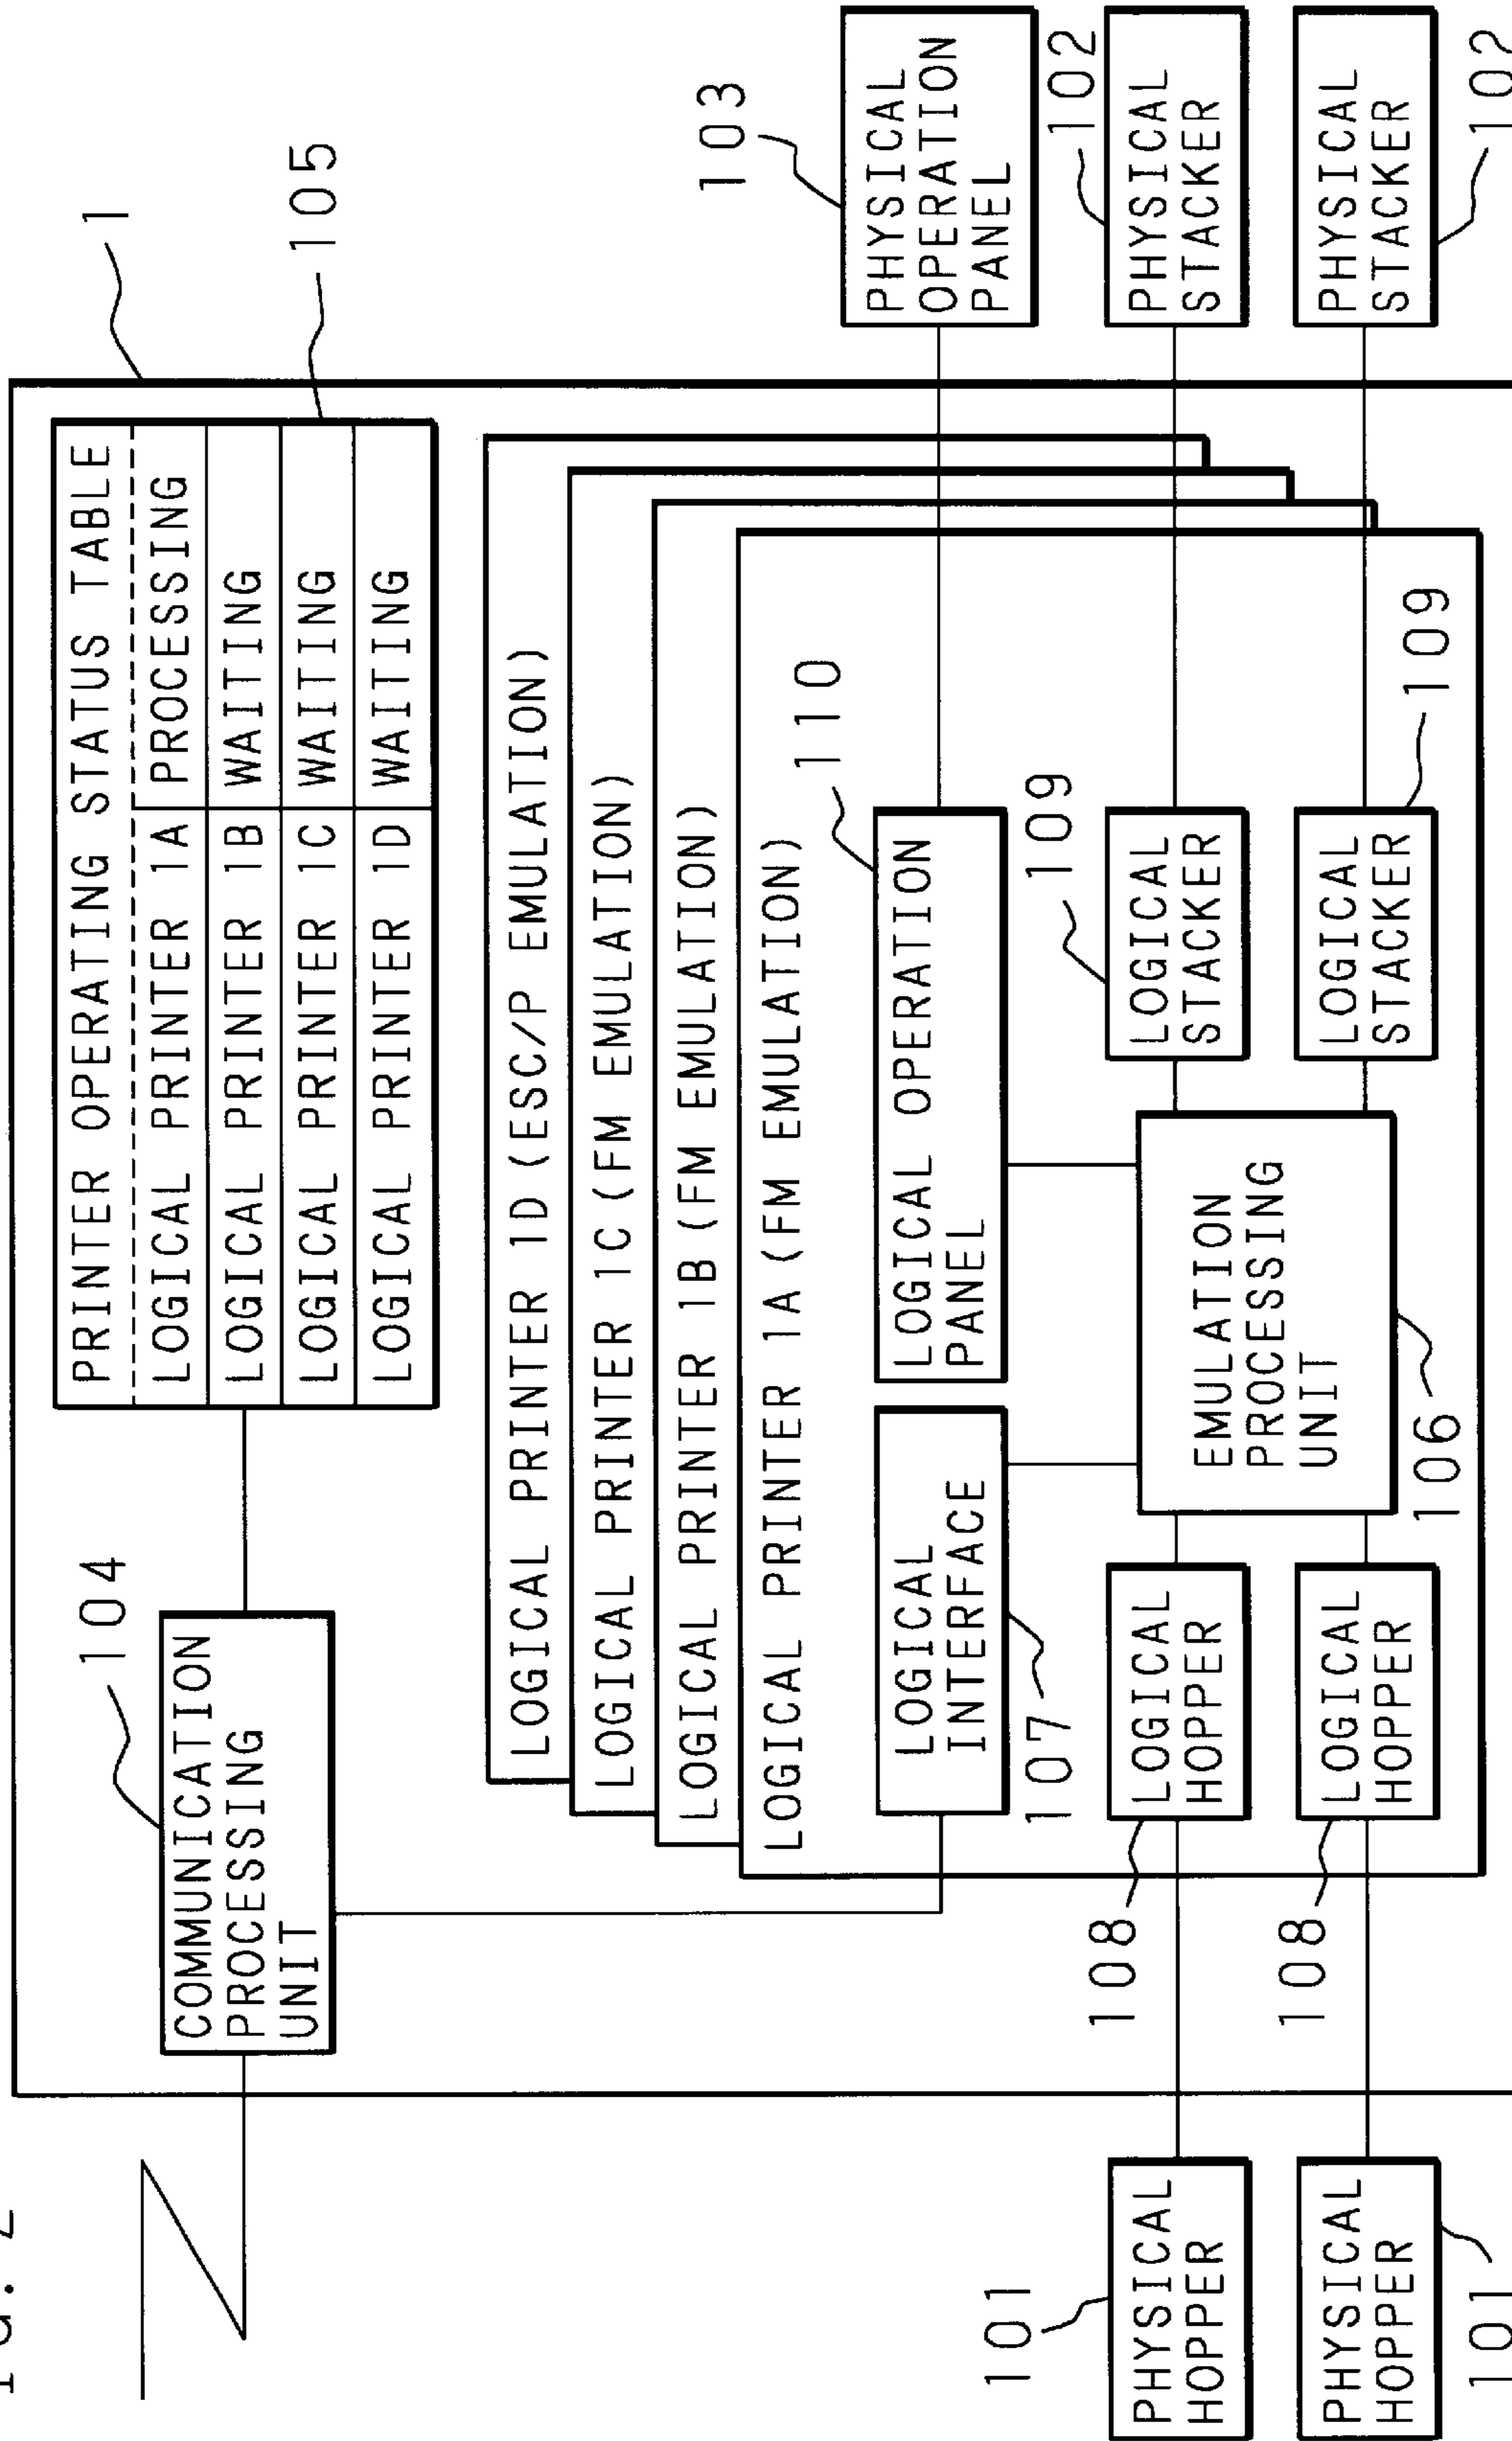 1
PRINTER OPERATING STATUS TABLE
LOGICAL PRINTER 1A PROCESSING
LOGICAL PRINTER 1B WAITING
LOGICAL PRINTER 1C WAITING
LOGICAL PRINTER 1D WAITING
105
104
COMMUNICATION
PROCESSING
UNIT
LOGICAL PRINTER 1D (ESC/P EMULATION)
LOGICAL PRINTER 1C (FM EMULATION)
LOGICAL PRINTER 1B (FM EMULATION)
LOGICAL PRINTER 1A (FM EMULATION)
110
LOGICAL
INTERFACE
107
LOGICAL OPERATION
PANEL
103
PHYSICAL
OPERATION
PANEL
101
PHYSICAL
HOPPER
108
LOGICAL
HOPPER
EMULATION
PROCESSING
UNIT
106
109
LOGICAL
STACKER
102
PHYSICAL
STACKER
PHYSICAL
HOPPER
101
108
LOGICAL
HOPPER
LOGICAL
STACKER
109
PHYSICAL
STACKER
102